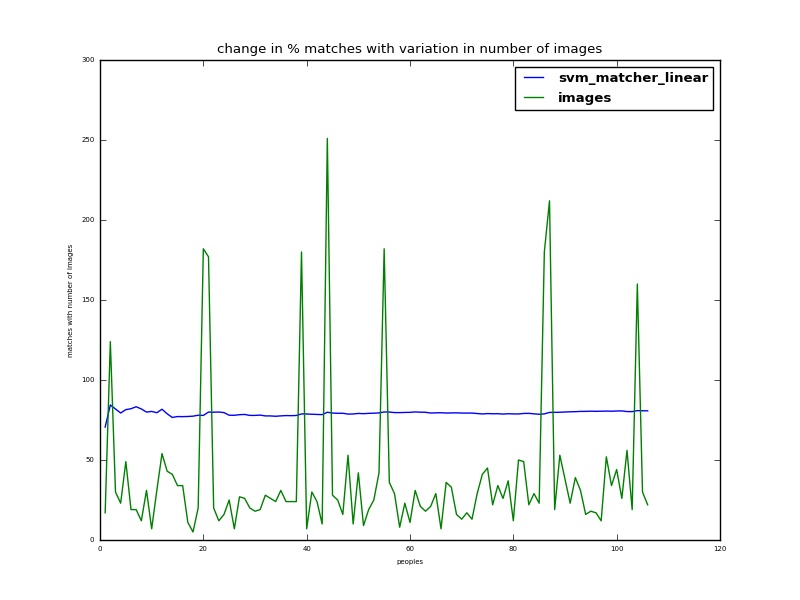 change in % matches with variation in number of images
300
svm_matcher_linear
images
250
200
matches with number of images
150
100
50
0
0 20 40 60 80 100 120
peoples